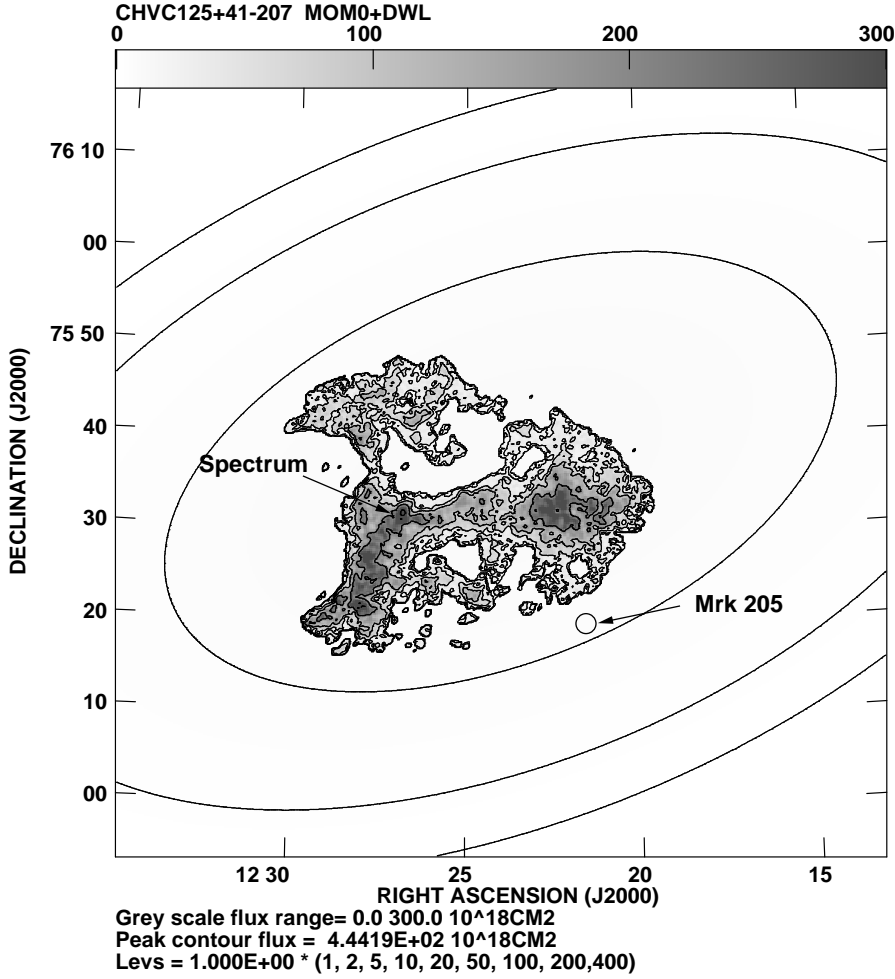 CHVC125+41-207 MOM0+DWL
0 100 200 300
76 10
00
75 50
40
Spectrum
30
Mrk 205
20
10
00
DECLINATION (J2000)
12 30 25 20 15
RIGHT ASCENSION (J2000)
Grey scale flux range= 0.0 300.0 10^18CM2
Peak contour flux = 4.4419E+02 10^18CM2
Levs = 1.000E+00 * (1, 2, 5, 10, 20, 50, 100, 200,400)